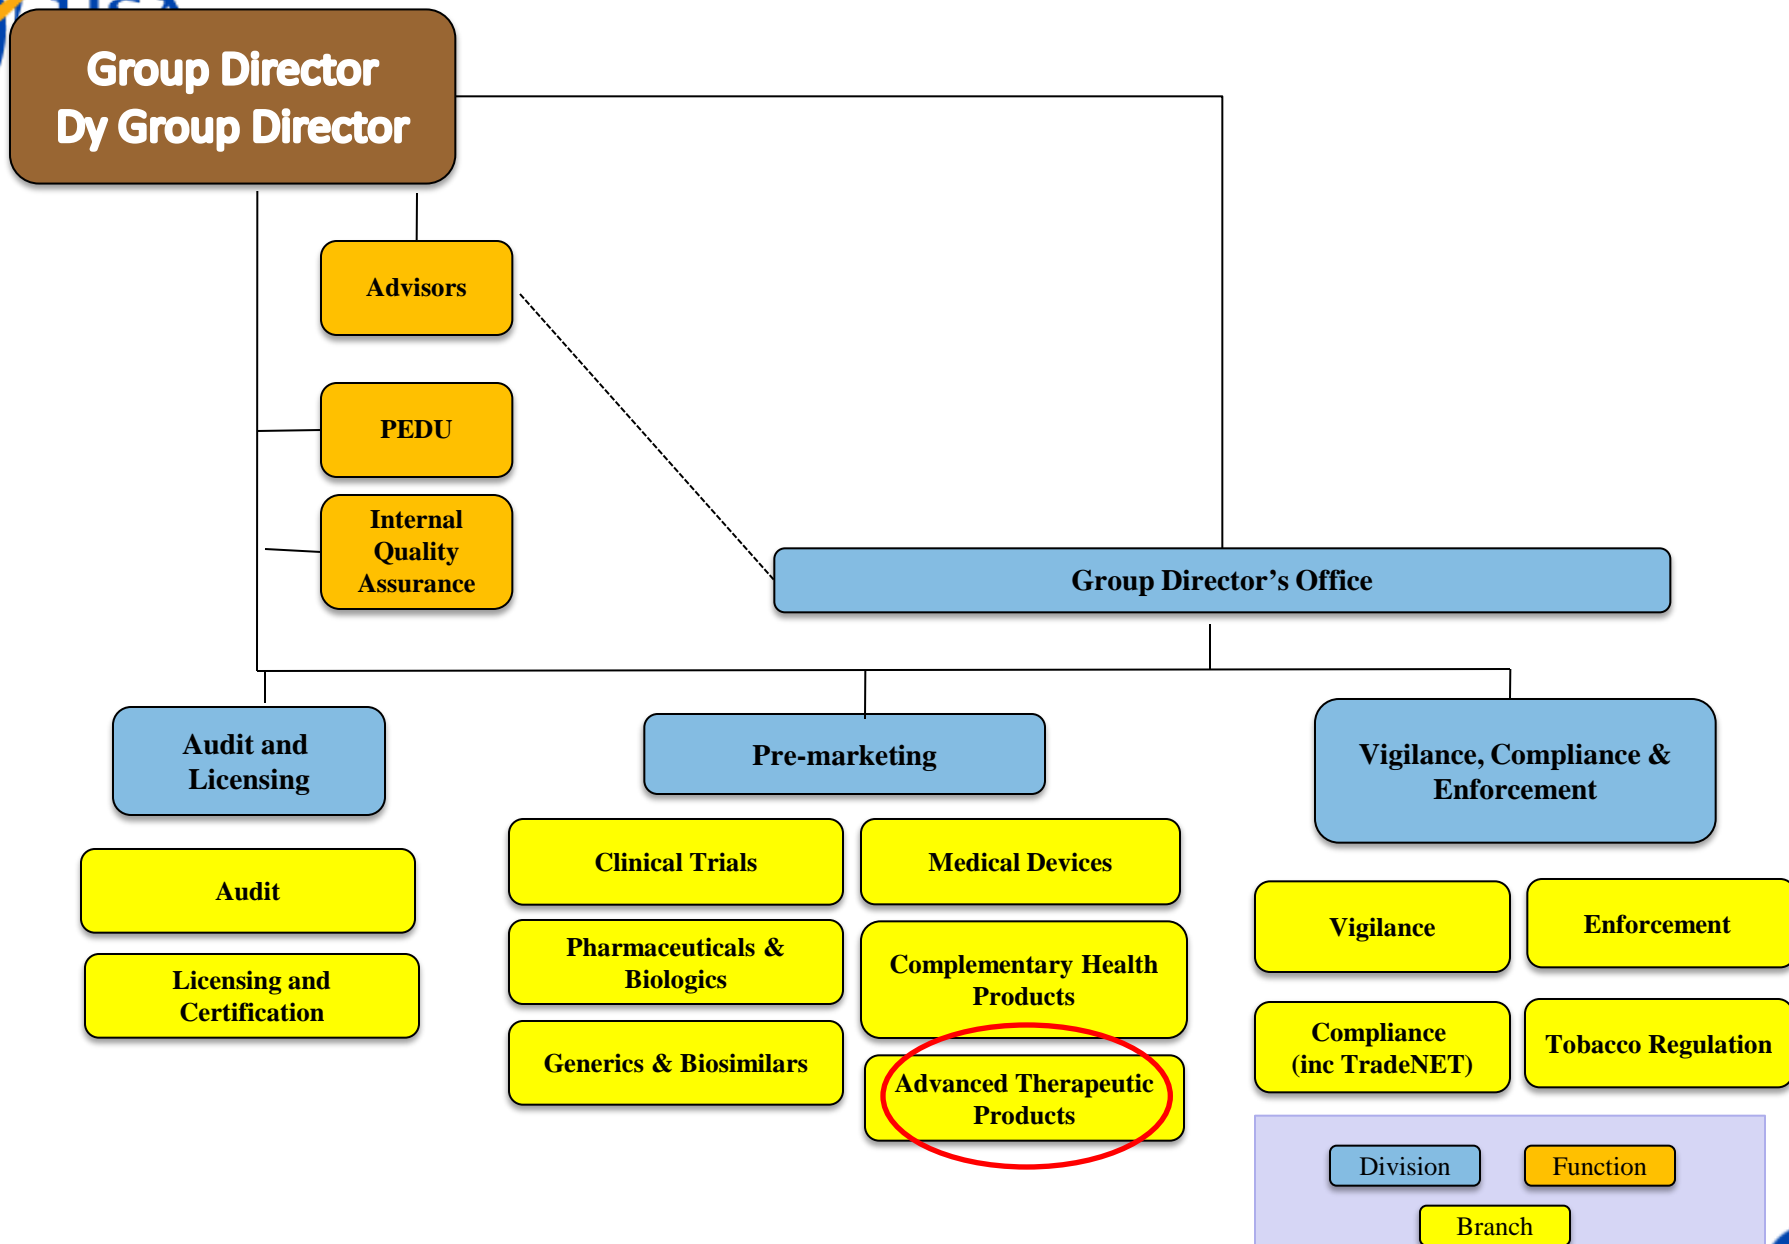 Group Director
Dy Group Director
Advisors
PEDU
Internal
Quality
Assurance
Group Director’s Office
Audit and
Licensing
Pre-marketing
Vigilance, Compliance &
Enforcement
Audit
Licensing and
Certification
Clinical Trials
Medical Devices
Pharmaceuticals &
Biologics
Complementary Health
Products
Generics & Biosimilars
Advanced Therapeutic
Products
Vigilance
Enforcement
Compliance
(inc TradeNET)
Tobacco Regulation
Division
Function
Branch